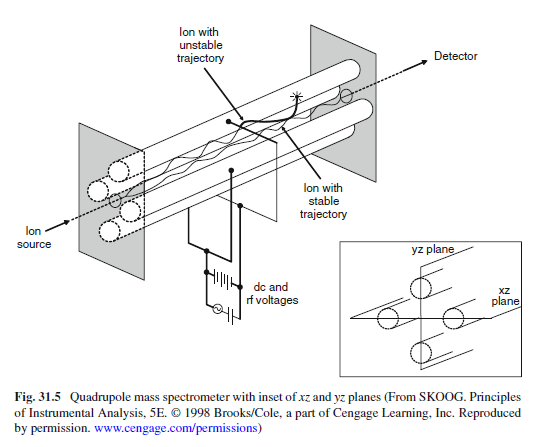 Ion with
unstable
trajectory
Detector
Ion with
stable
trajectory
Ion
source
dc and
rf voltages
yz plane
xz
plane
Fig. 31.5 Quadrupole mass spectrometer with inset of xz and yz planes (From SKOOG. Principles
of Instrumental Analysis, 5E. © 1998 Brooks/Cole, a part of Cengage Learning, Inc. Reproduced
by permission. www.cengage.com/permissions)